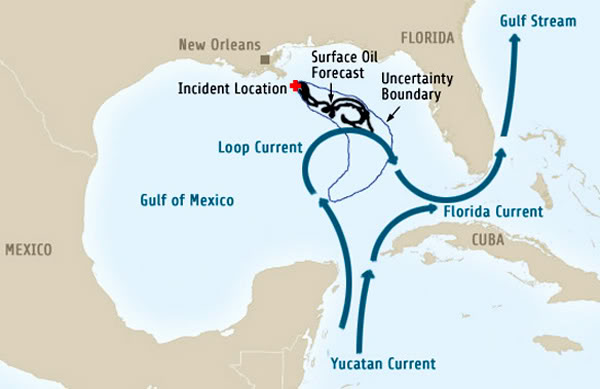 Gulf Stream
FLORIDA
New Orleans
Surface Oil
Forecast
Uncertainty
Boundary
Incident Location
Loop Current
Gulf of Mexico
Florida Current
MEXICO
CUBA
Yucatan Current